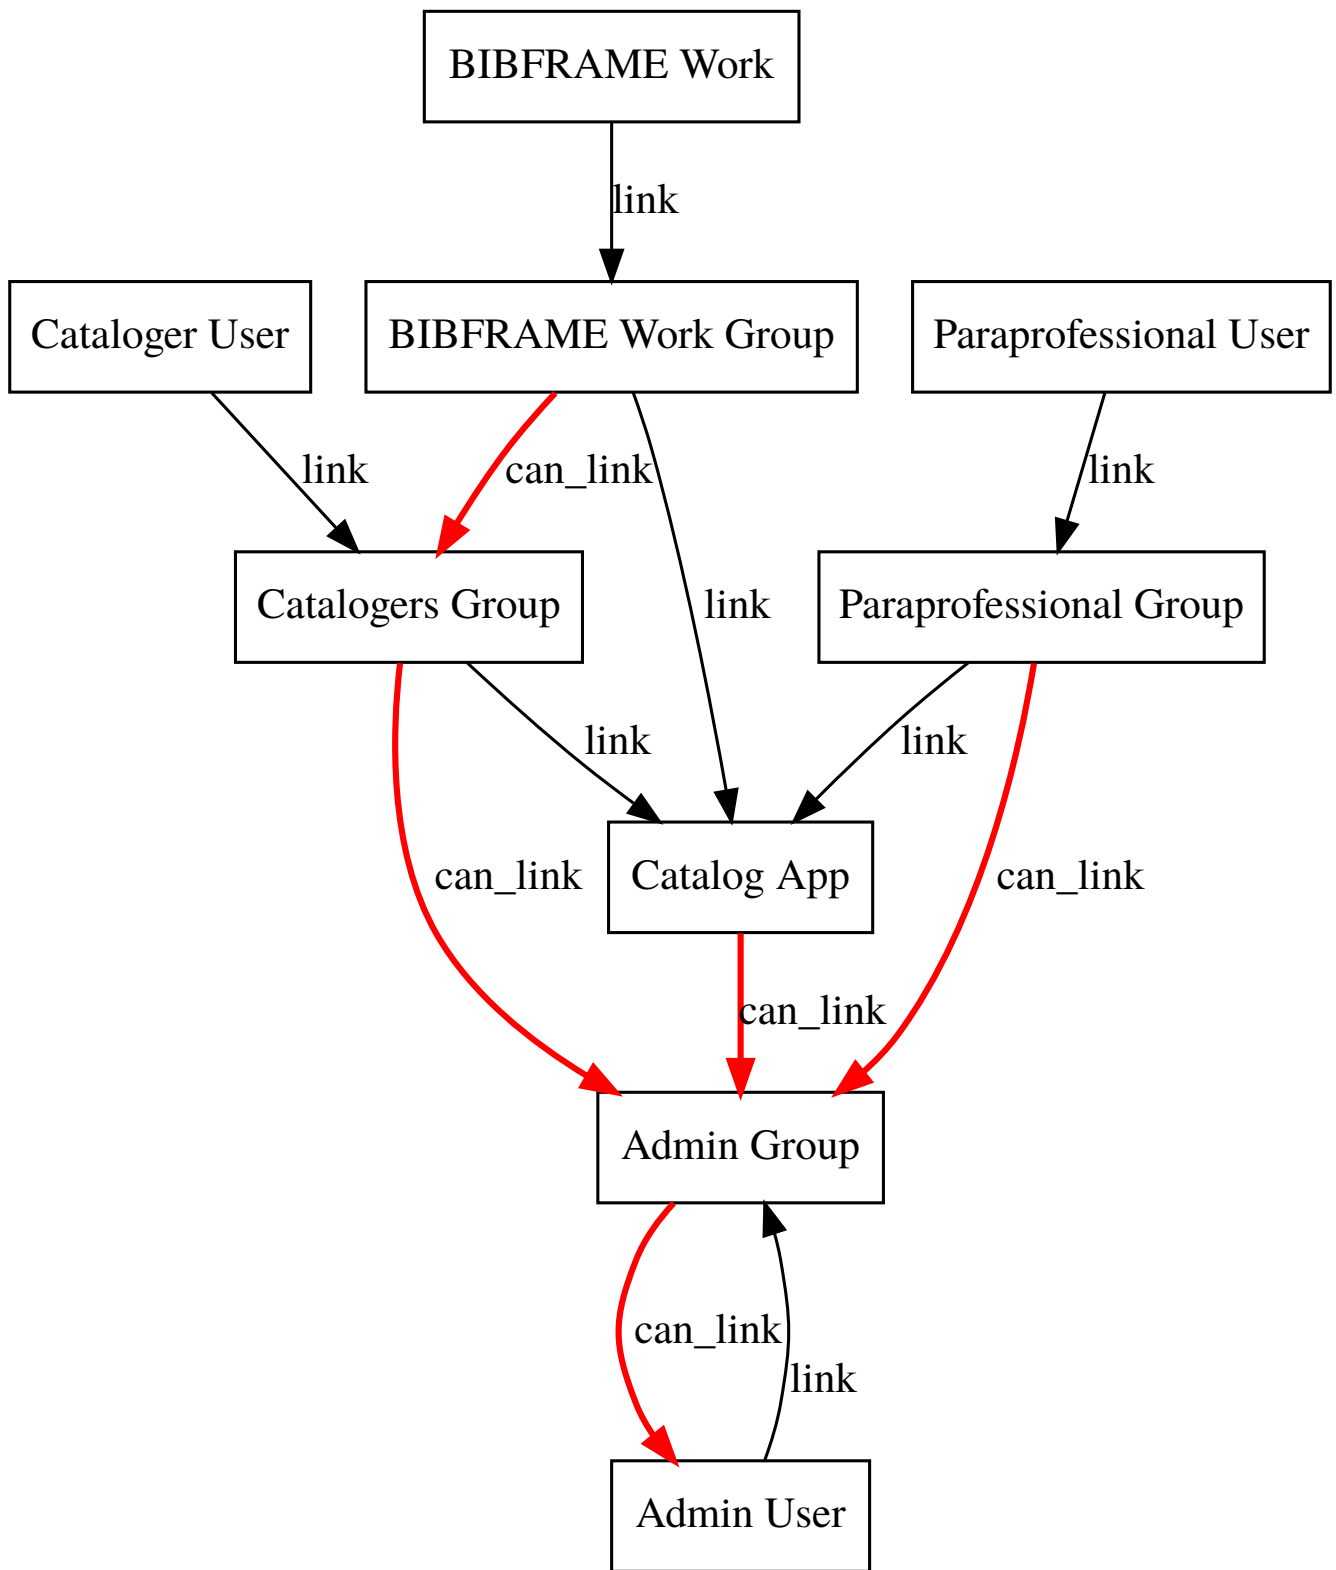 BIBFRAME Work
link
Cataloger User
BIBFRAME Work Group
Paraprofessional User
link
can_link
link
Catalogers Group
link
Paraprofessional Group
link
link
can_link
Catalog App
can_link
can_link
Admin Group
can_link
link
Admin User